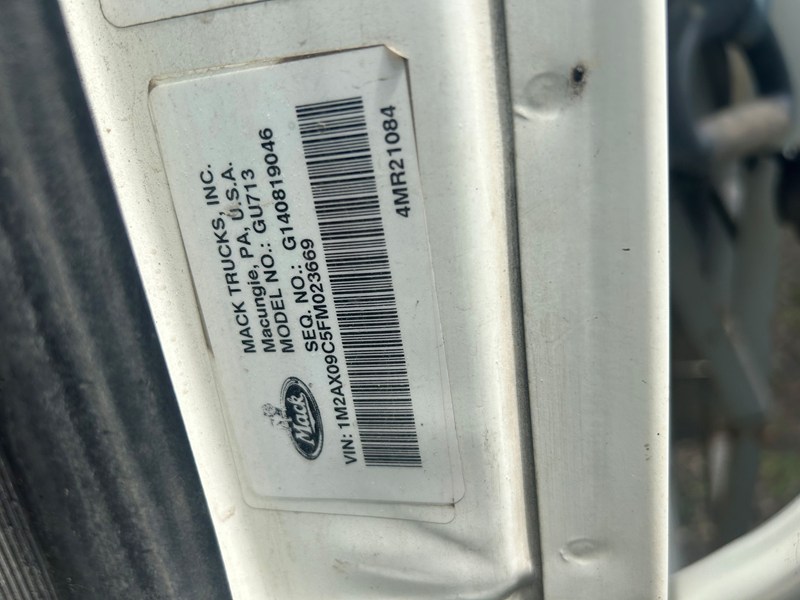 MACK TRUCKS, INC.
Macungie, PA, U.S.A.
MODEL NO.: GU713
SEQ. NO.: G140819046
Mack
VIN: 1M2AX09C5FM023669
4MR21084